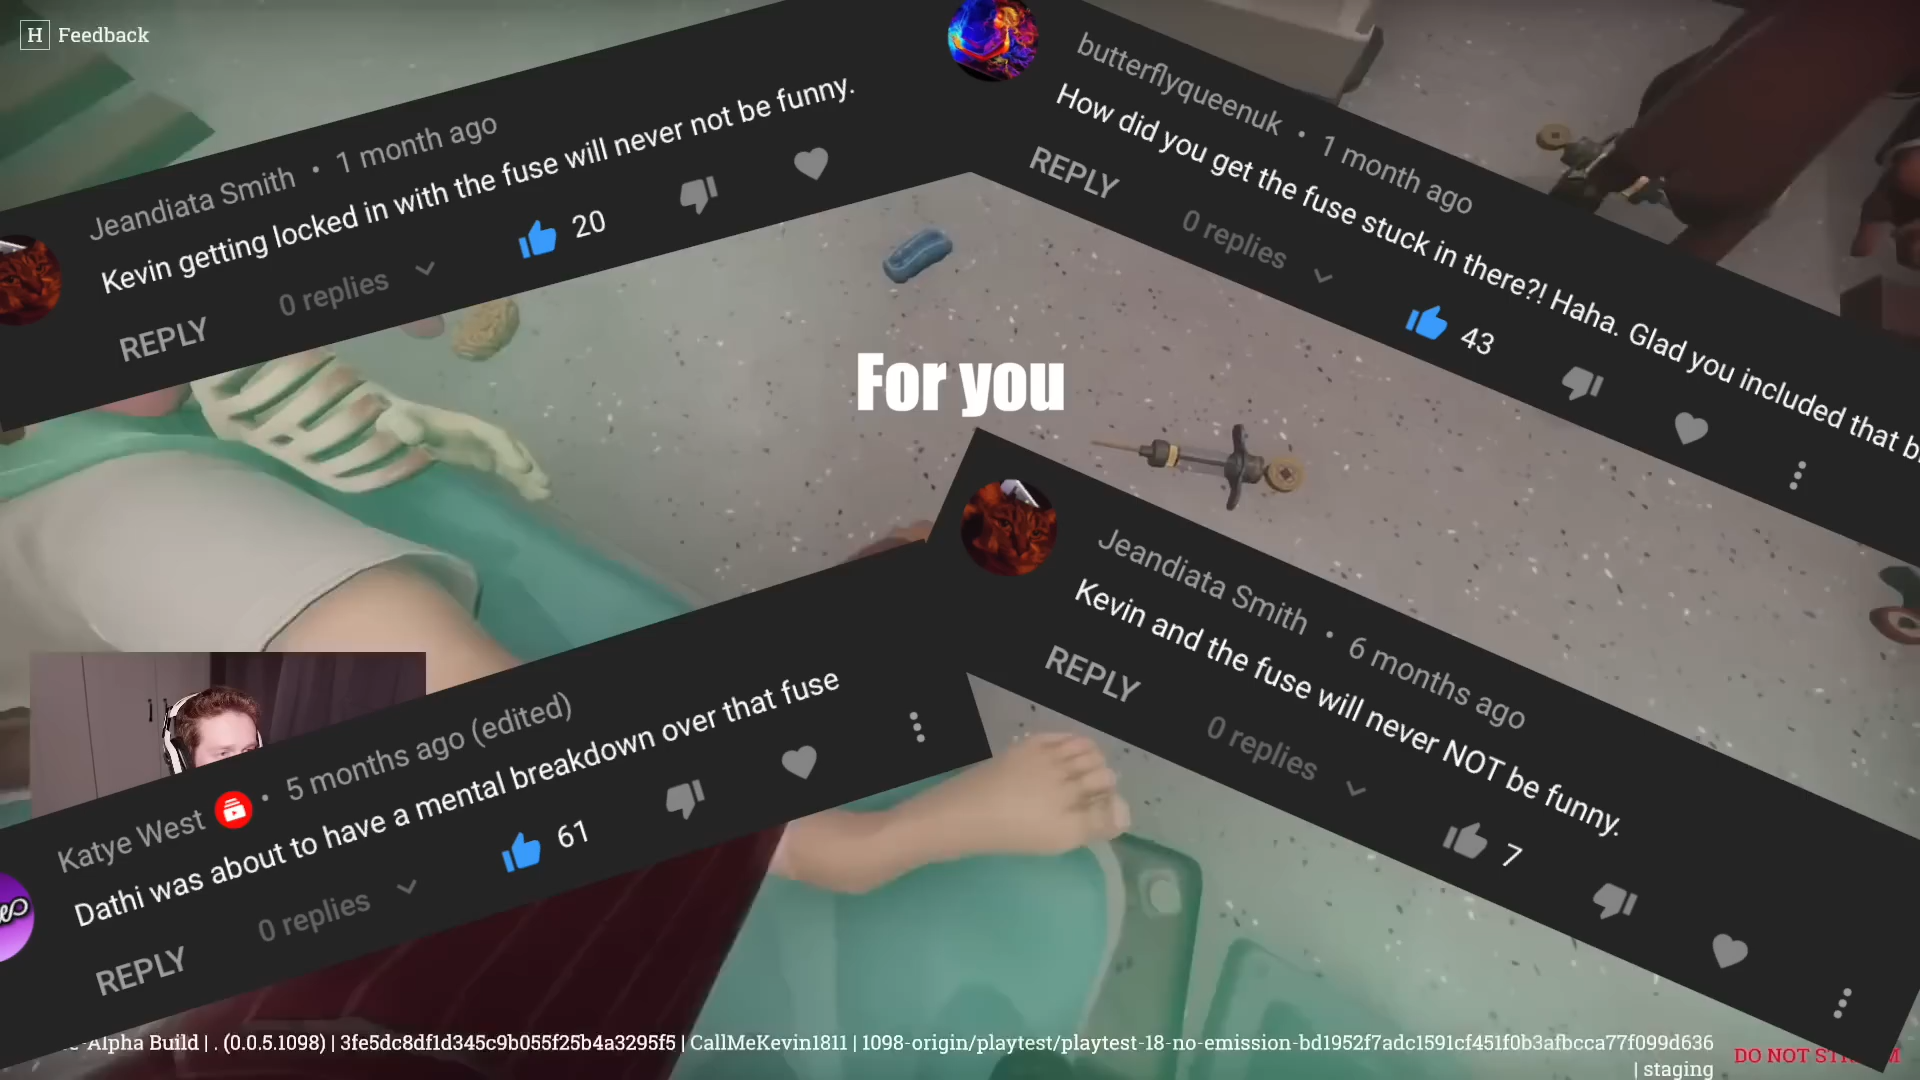 H Feedback
Jeandiata Smith • 1 month ago
Kevin getting locked in with the fuse will never not be funny.
20
0 replies
REPLY
butterflyqueenuk • 1 month ago
How did you get the fuse stuck in there?! Haha. Glad you included that
REPLY
0 replies
43
For you
Jeandiata Smith • 6 months ago
Kevin and the fuse will never NOT be funny.
REPLY
0 replies
7
Katye West • 5 months ago (edited)
Dathi was about to have a mental breakdown over that fuse
61
0 replies
REPLY
-Alpha Build | . (0.0.5.1098) | 3fe5dc8df1d345c9b055f25b4a3295f5 | CallMeKevin1811 | 1098-origin/playtest/playtest-18-no-emission-bd1952f7adc1591cf451f0b3afbcca77f099d636
| staging
DO NOT